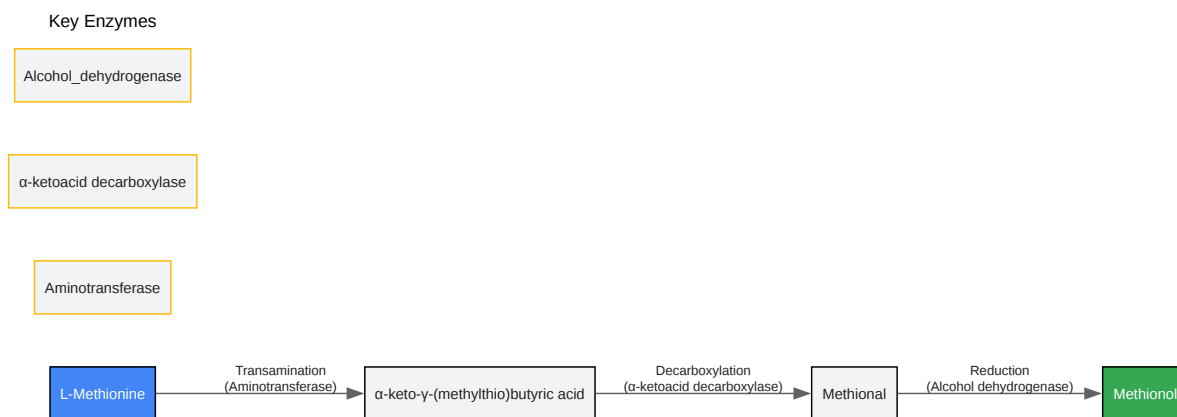 Key Enzymes
Alcohol_dehydrogenase
α-ketoacid decarboxylase
Aminotransferase
L-Methionine
Transamination
(Aminotransferase)
α-keto-γ-(methylthio)butyric acid
Decarboxylation
(α-ketoacid decarboxylase)
Methional
Reduction
(Alcohol dehydrogenase)
Methionol